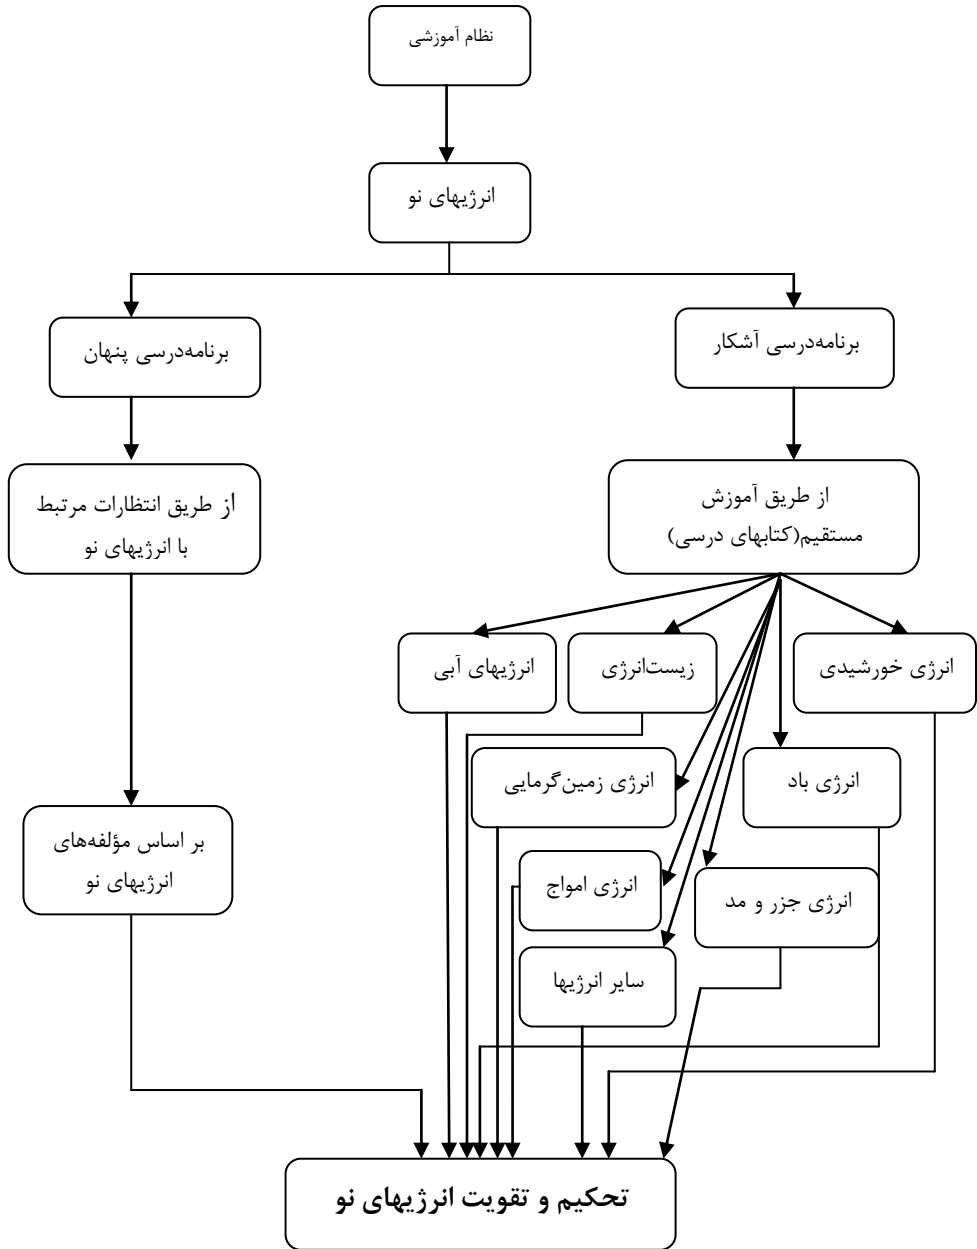 نظام آموزشی
انرژیهای نو
برنامه‌درسی آشکار
برنامه‌درسی پنهان
از طریق آموزش
مستقیم(کتابهای درسی)
از طریق انتظارات مرتبط
با انرژیهای نو
انرژی خورشیدی
زیست‌انرژی
انرژیهای آبی
انرژی باد
انرژی زمین‌گرمایی
انرژی جزر و مد
انرژی امواج
سایر انرژیها
بر اساس مؤلفه‌های
انرژیهای نو
تحکیم و تقویت انرژیهای نو